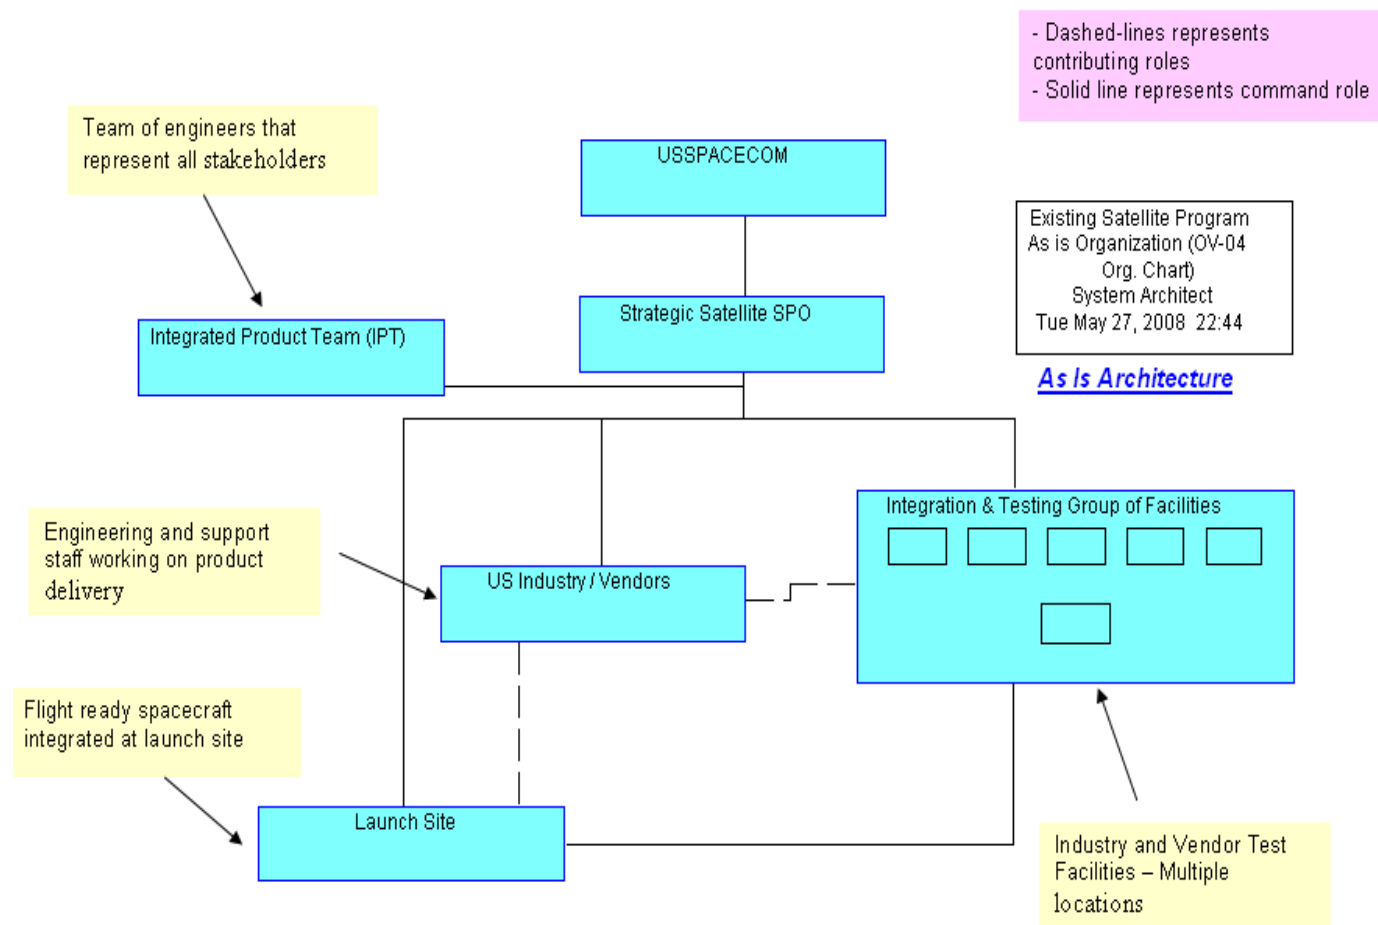 - Dashed-lines represents
contributing roles
- Solid line represents command role
Team of engineers that
represent all stakeholders
USSPACECOM
Existing Satellite Program
As is Organization (OV-04
Org. Chart)
System Architect
Tue May 27, 2008 22:44
As Is Architecture
Strategic Satellite SPO
Integrated Product Team (IPT)
Integration & Testing Group of Facilities
Engineering and support
staff working on product
delivery
US Industry / Vendors
Flight ready spacecraft
integrated at launch site
Launch Site
Industry and Vendor Test
Facilities – Multiple
locations